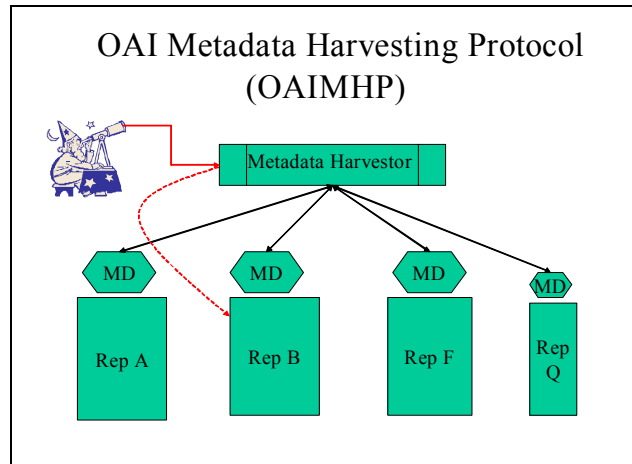 OAI Metadata Harvesting Protocol
(OAIMHP)
Metadata Harvestor
MD
MD
MD
MD
Rep A
Rep B
Rep F
Rep
Q